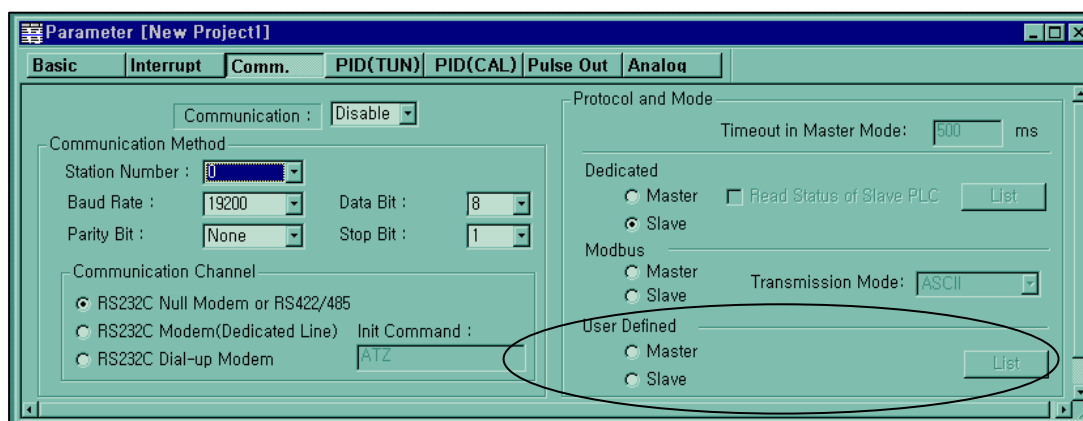 Parameter [New Project1]
Basic Interrupt Comm. PID(TUN) PID(CAL) Pulse Out Analog
Communication : Disable
Communication Method
Station Number : 0
Baud Rate : 19200 Data Bit : 8
Parity Bit : None Stop Bit : 1
Communication Channel
RS232C Null Modem or RS422/485
RS232C Modem(Dedicated Line) Init Command :
RS232C Dial-up Modem ATZ
Protocol and Mode
Timeout in Master Mode: 500 ms
Dedicated
Master Read Status of Slave PLC List
Slave
Modbus
Master Transmission Mode: ASCII
Slave
User Defined
Master List
Slave